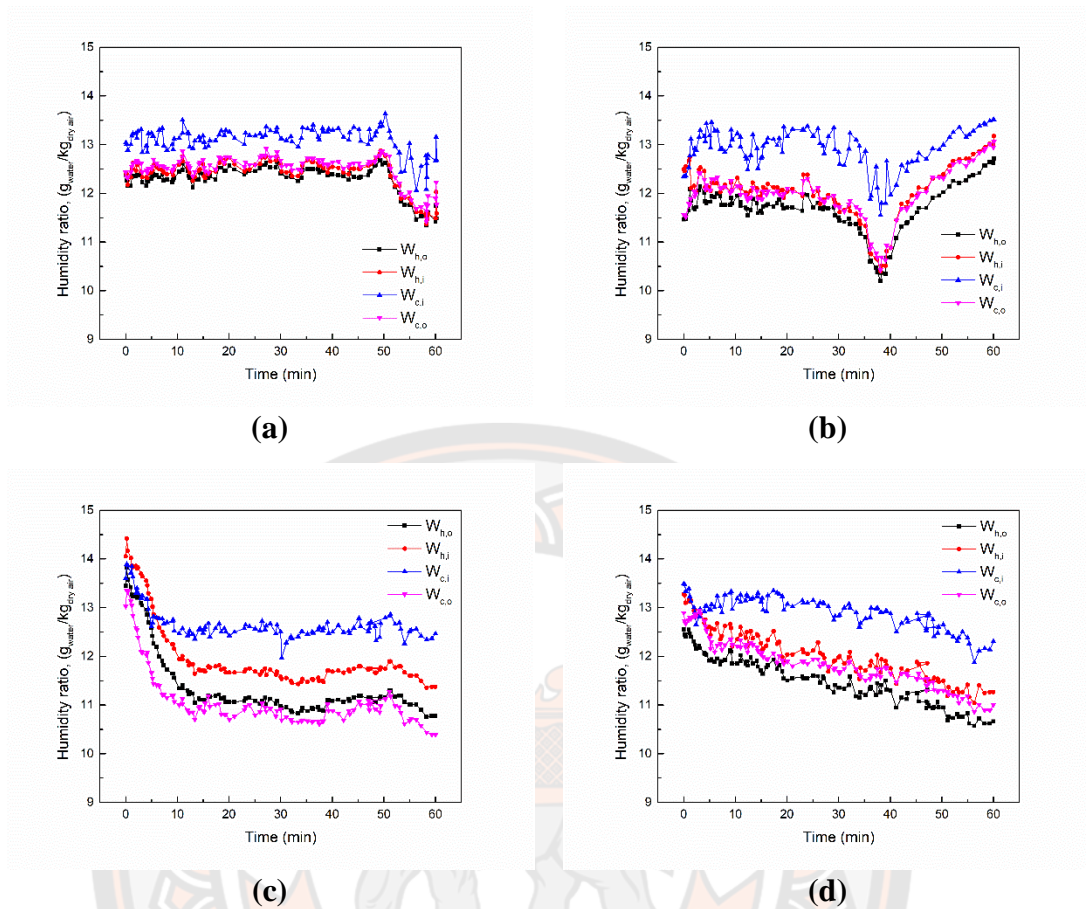 15
14
13
12
11
10
9
Humidity ratio, (g_water/kg_dry air)
0 10 20 30 40 50 60
Time (min)
W_h,o
W_h,i
W_c,i
W_c,o
(a)
15
14
13
12
11
10
9
Humidity ratio, (g_water/kg_dry air)
0 10 20 30 40 50 60
Time (min)
W_h,o
W_h,i
W_c,i
W_c,o
(b)
15
14
13
12
11
10
9
Humidity ratio, (g_water/kg_dry air)
0 10 20 30 40 50 60
Time (min)
W_h,o
W_h,i
W_c,i
W_c,o
(c)
15
14
13
12
11
10
9
Humidity ratio, (g_water/kg_dry air)
0 10 20 30 40 50 60
Time (min)
W_h,o
W_h,i
W_c,i
W_c,o
(d)